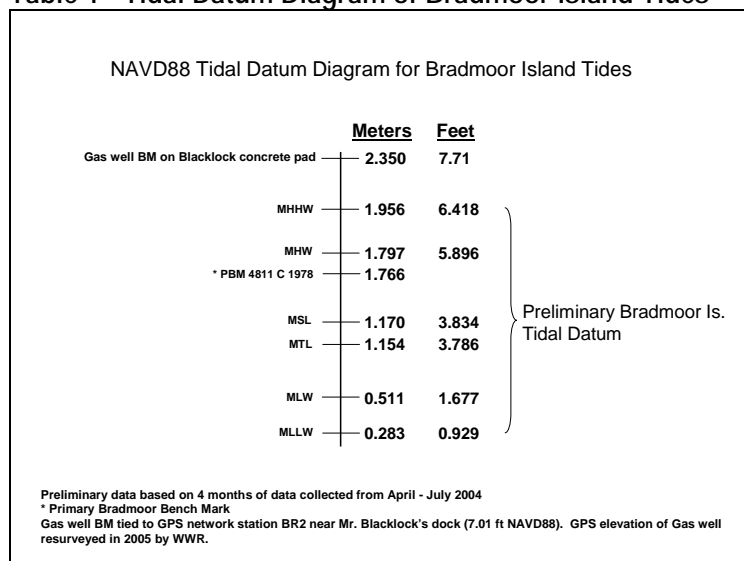 Table 1 - Tidal Datum Diagram of Bradmoor Island Tides
NAVD88 Tidal Datum Diagram for Bradmoor Island Tides
Meters Feet
Gas well BM on Blacklock concrete pad 2.350 7.71
MHHW 1.956 6.418
MHW 1.797 5.896
* PBM 4811 C 1978 1.766
MSL 1.170 3.834
MTL 1.154 3.786
MLW 0.511 1.677
MLLW 0.283 0.929
Preliminary Bradmoor Is.
Tidal Datum
Preliminary data based on 4 months of data collected from April - July 2004
* Primary Bradmoor Bench Mark
Gas well BM tied to GPS network station BR2 near Mr. Blacklock's dock (7.01 ft NAVD88). GPS elevation of Gas well
resurveyed in 2005 by WWR.